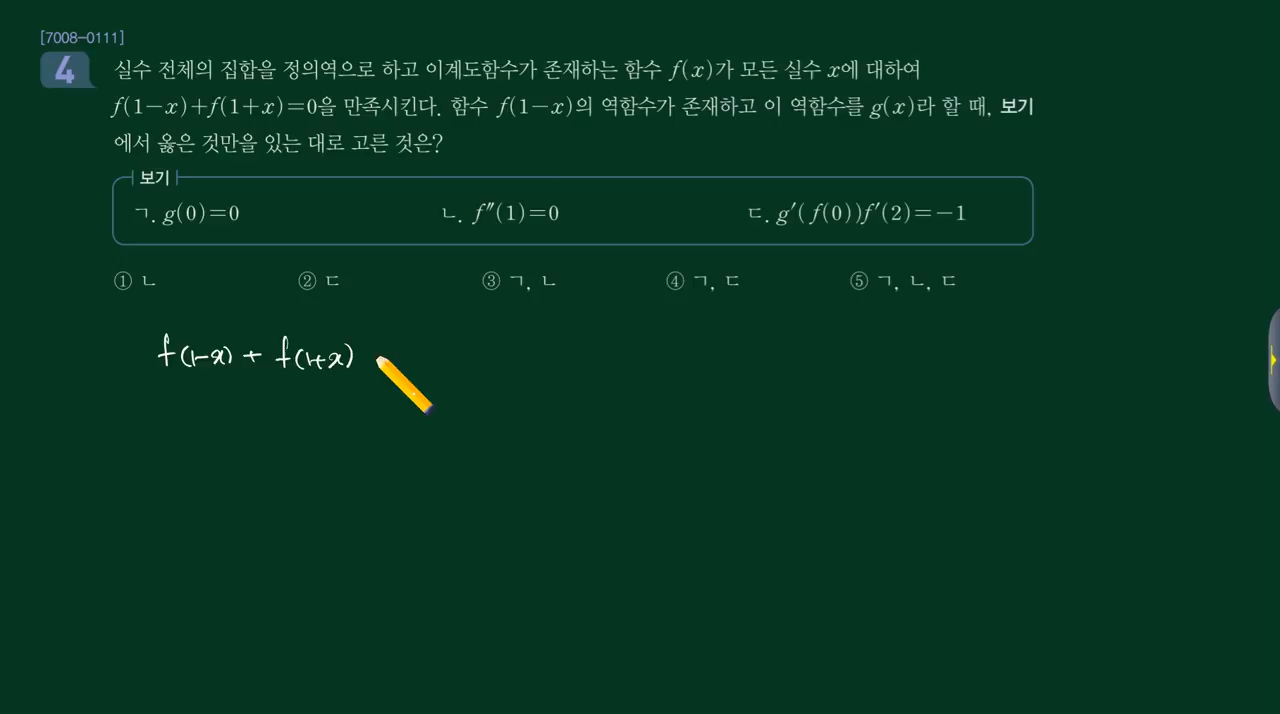 [7008-0111]
4 실수 전체의 집합을 정의역으로 하고 이계도함수가 존재하는 함수 f(x)가 모든 실수 x에 대하여
f(1-x)+f(1+x)=0을 만족시킨다. 함수 f(1-x)의 역함수가 존재하고 이 역함수를 g(x)라 할 때, 보기
에서 옳은 것만을 있는 대로 고른 것은?
보기
ㄱ. g(0)=0 ㄴ. f″(1)=0 ㄷ. g′(f(0))f′(2)=-1
① ㄴ ② ㄷ ③ ㄱ, ㄴ ④ ㄱ, ㄷ ⑤ ㄱ, ㄴ, ㄷ
f(1-x) + f(1+x)